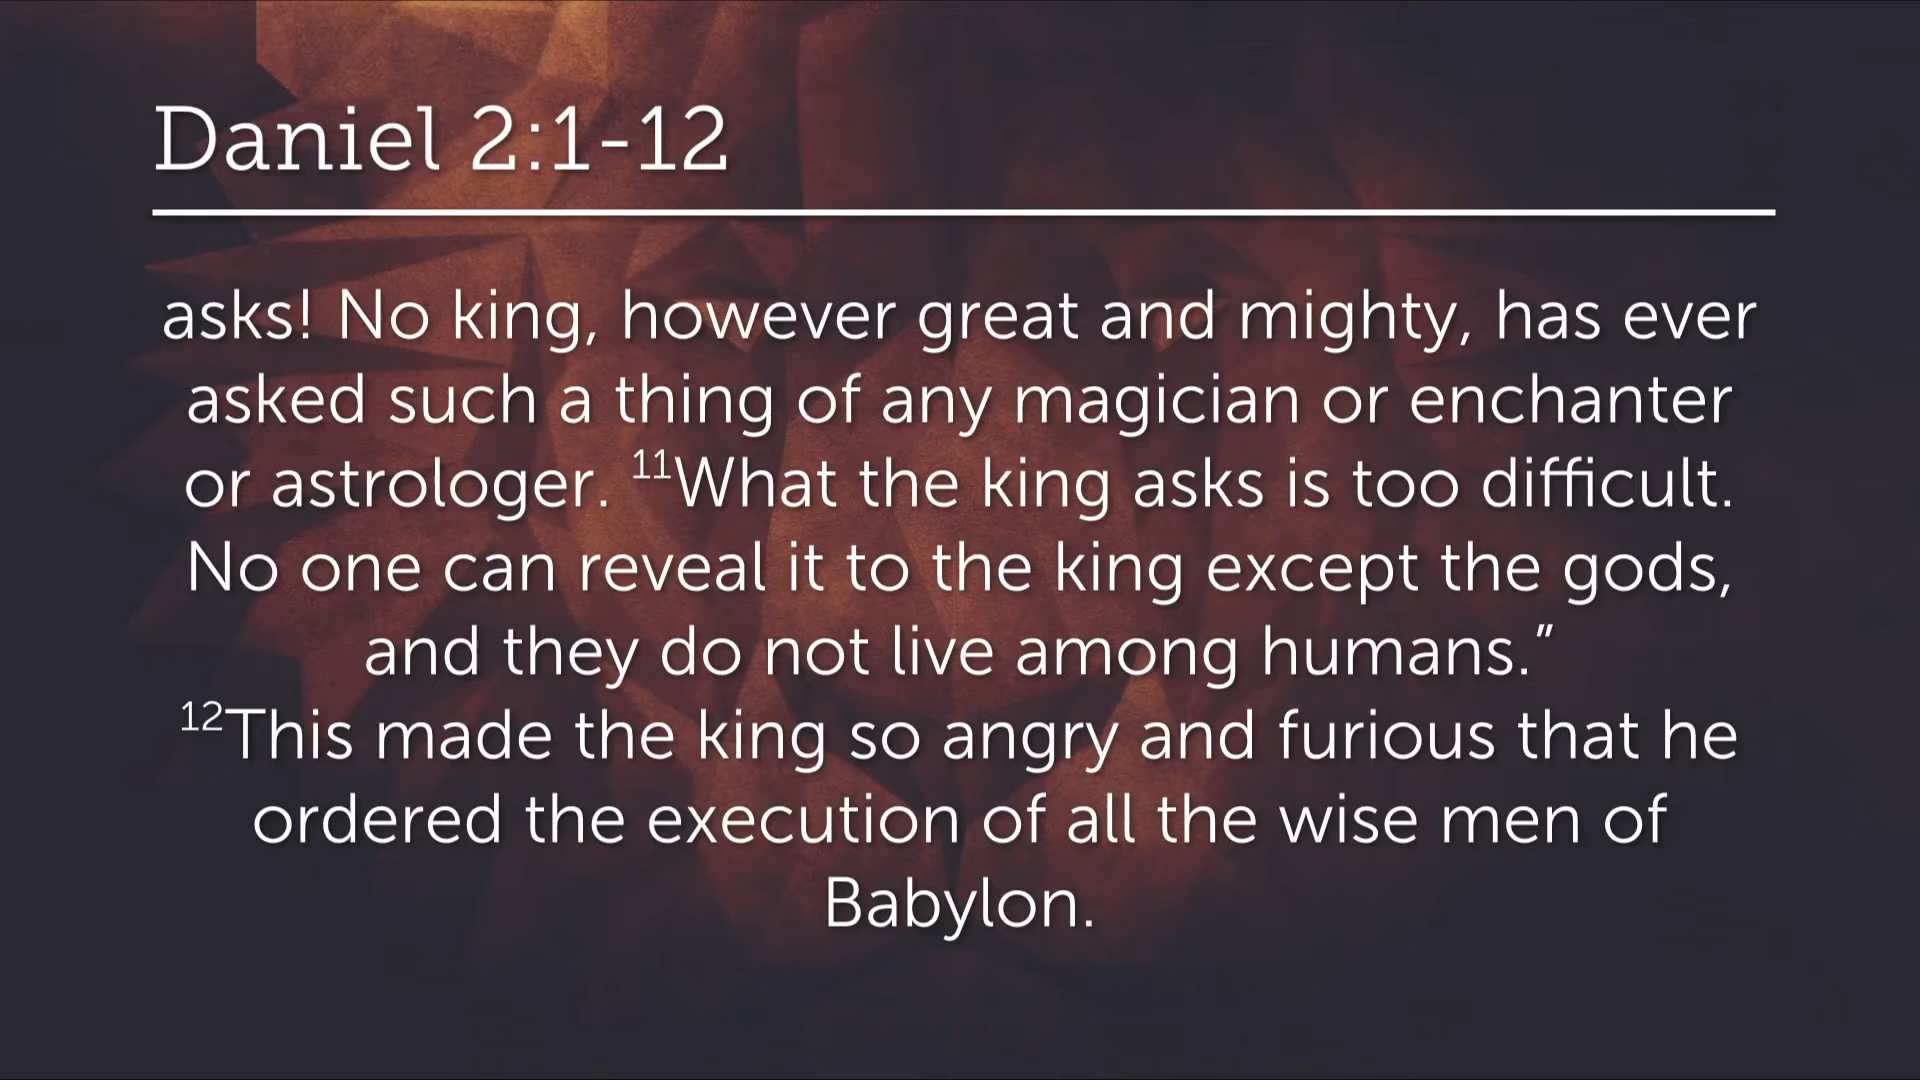 Daniel 2:1-12
asks! No king, however great and mighty, has ever
asked such a thing of any magician or enchanter
or astrologer. ¹¹What the king asks is too difficult.
No one can reveal it to the king except the gods,
and they do not live among humans.”
¹²This made the king so angry and furious that he
ordered the execution of all the wise men of
Babylon.